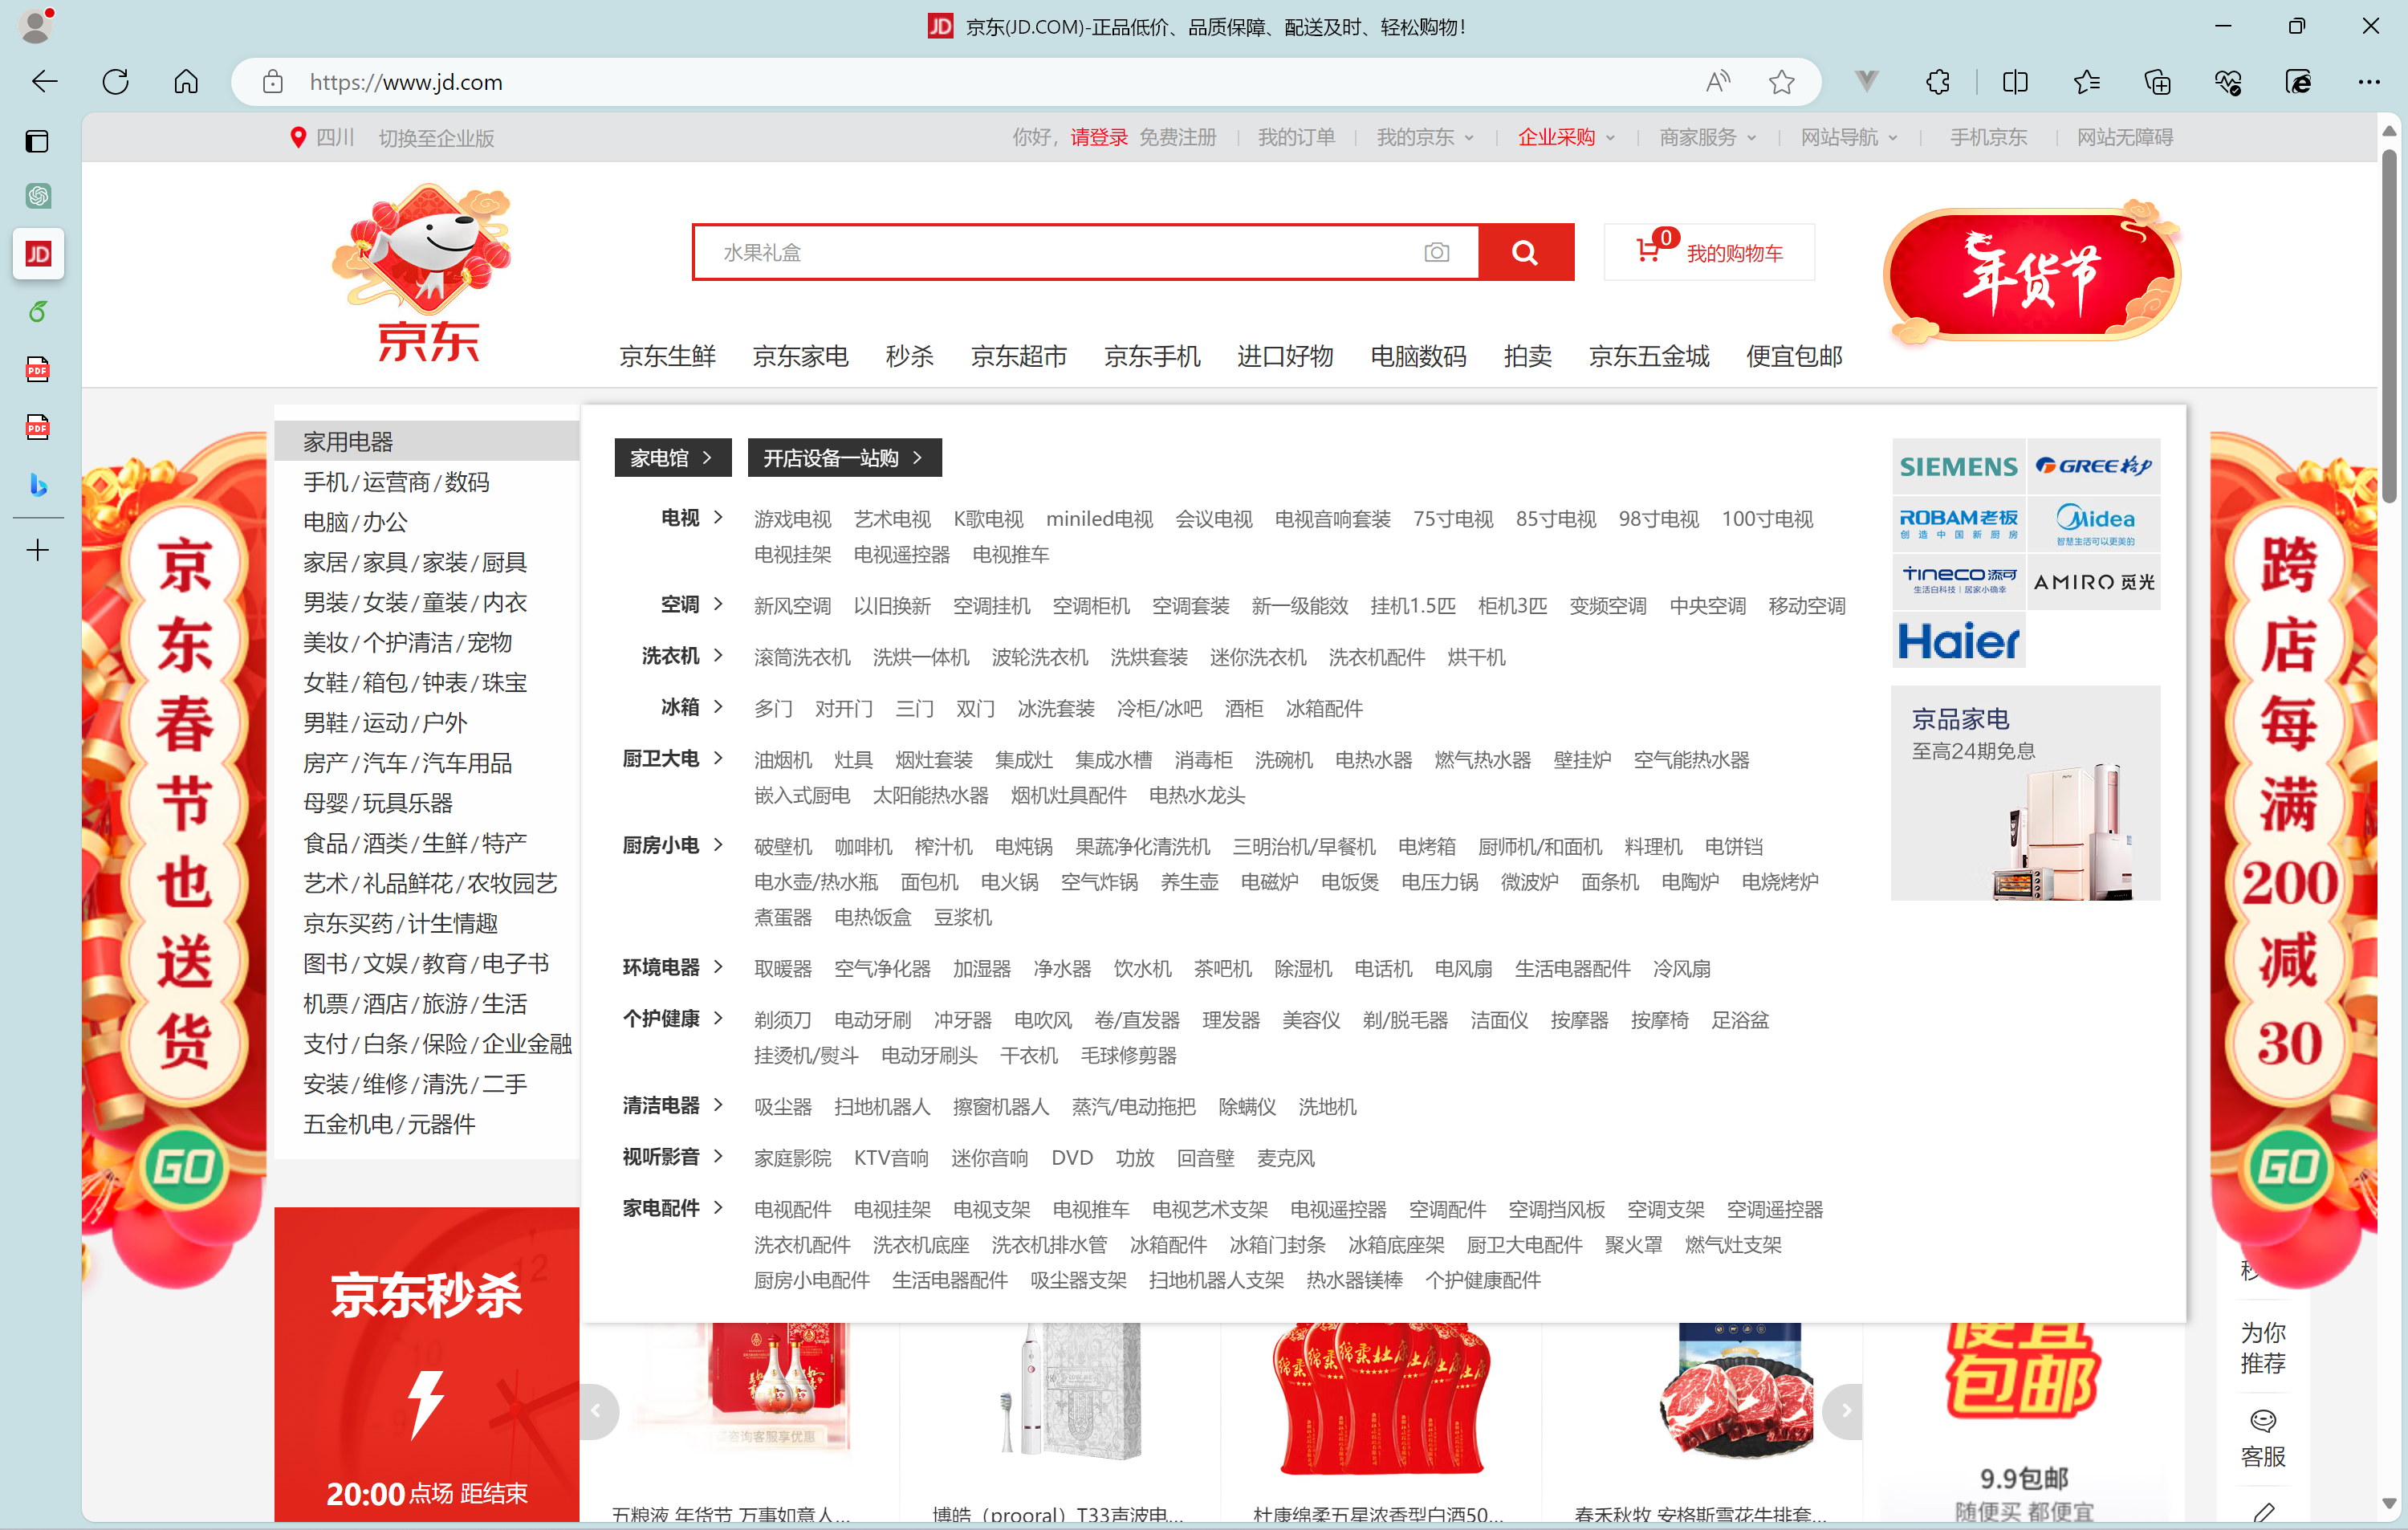 京东(JD.COM)-正品低价、品质保障、配送及时、轻松购物!
https://www.jd.com
四川 切换至企业版 你好，请登录 免费注册 我的订单 我的京东 企业采购 商家服务 网站导航 手机京东 网站无障碍
京东
水果礼盒
0 我的购物车
年货节
京东生鲜 京东家电 秒杀 京东超市 京东手机 进口好物 电脑数码 拍卖 京东五金城 便宜包邮
京东春节也送货
GO
家用电器
手机/运营商/数码
电脑/办公
家居/家具/家装/厨具
男装/女装/童装/内衣
美妆/个护清洁/宠物
女鞋/箱包/钟表/珠宝
男鞋/运动/户外
房产/汽车/汽车用品
母婴/玩具乐器
食品/酒类/生鲜/特产
艺术/礼品鲜花/农牧园艺
京东买药/计生情趣
图书/文娱/教育/电子书
机票/酒店/旅游/生活
支付/白条/保险/企业金融
安装/维修/清洗/二手
五金机电/元器件
家电馆 开店设备一站购
电视 游戏电视 艺术电视 K歌电视 miniled电视 会议电视 电视音响套装 75寸电视 85寸电视 98寸电视 100寸电视
电视挂架 电视遥控器 电视推车
空调 新风空调 以旧换新 空调挂机 空调柜机 空调套装 新一级能效 挂机1.5匹 柜机3匹 变频空调 中央空调 移动空调
洗衣机 滚筒洗衣机 洗烘一体机 波轮洗衣机 洗烘套装 迷你洗衣机 洗衣机配件 烘干机
冰箱 多门 对开门 三门 双门 冰洗套装 冷柜/冰吧 酒柜 冰箱配件
厨卫大电 油烟机 灶具 烟灶套装 集成灶 集成水槽 消毒柜 洗碗机 电热水器 燃气热水器 壁挂炉 空气能热水器
嵌入式厨电 太阳能热水器 烟机灶具配件 电热水龙头
厨房小电 破壁机 咖啡机 榨汁机 电炖锅 果蔬净化清洗机 三明治机/早餐机 电烤箱 厨师机/和面机 料理机 电饼铛
电水壶/热水瓶 面包机 电火锅 空气炸锅 养生壶 电磁炉 电饭煲 电压力锅 微波炉 面条机 电陶炉 电烧烤炉
煮蛋器 电热饭盒 豆浆机
环境电器 取暖器 空气净化器 加湿器 净水器 饮水机 茶吧机 除湿机 电话机 电风扇 生活电器配件 冷风扇
个护健康 剃须刀 电动牙刷 冲牙器 电吹风 卷/直发器 理发器 美容仪 剃/脱毛器 洁面仪 按摩器 按摩椅 足浴盆
挂烫机/熨斗 电动牙刷头 干衣机 毛球修剪器
清洁电器 吸尘器 扫地机器人 擦窗机器人 蒸汽/电动拖把 除螨仪 洗地机
视听影音 家庭影院 KTV音响 迷你音响 DVD 功放 回音壁 麦克风
家电配件 电视配件 电视挂架 电视支架 电视推车 电视艺术支架 电视遥控器 空调配件 空调挡风板 空调支架 空调遥控器
洗衣机配件 洗衣机底座 洗衣机排水管 冰箱配件 冰箱门封条 冰箱底座架 厨卫大电配件 聚火罩 燃气灶支架
厨房小电配件 生活电器配件 吸尘器支架 扫地机器人支架 热水器镁棒 个护健康配件
SIEMENS GREE格力
ROBAM老板 Midea
创造中国新厨房 智慧生活可以更美的
TINECO添可 AMIRO 觅光
生活白科技 | 居家小确幸
Haier
京品家电
至高24期免息
跨店每满200减30
GO
京东秒杀
20:00点场 距结束
咨询客服享优惠
五粮液 年货节 万事如意人...
博皓（prooral）T33声波电...
绵柔杜康
杜康绵柔五星浓香型白酒50...
春禾秋牧 安格斯雪花牛排套...
便宜
包邮
9.9包邮
随便买 都便宜
秒
为你
推荐
客服